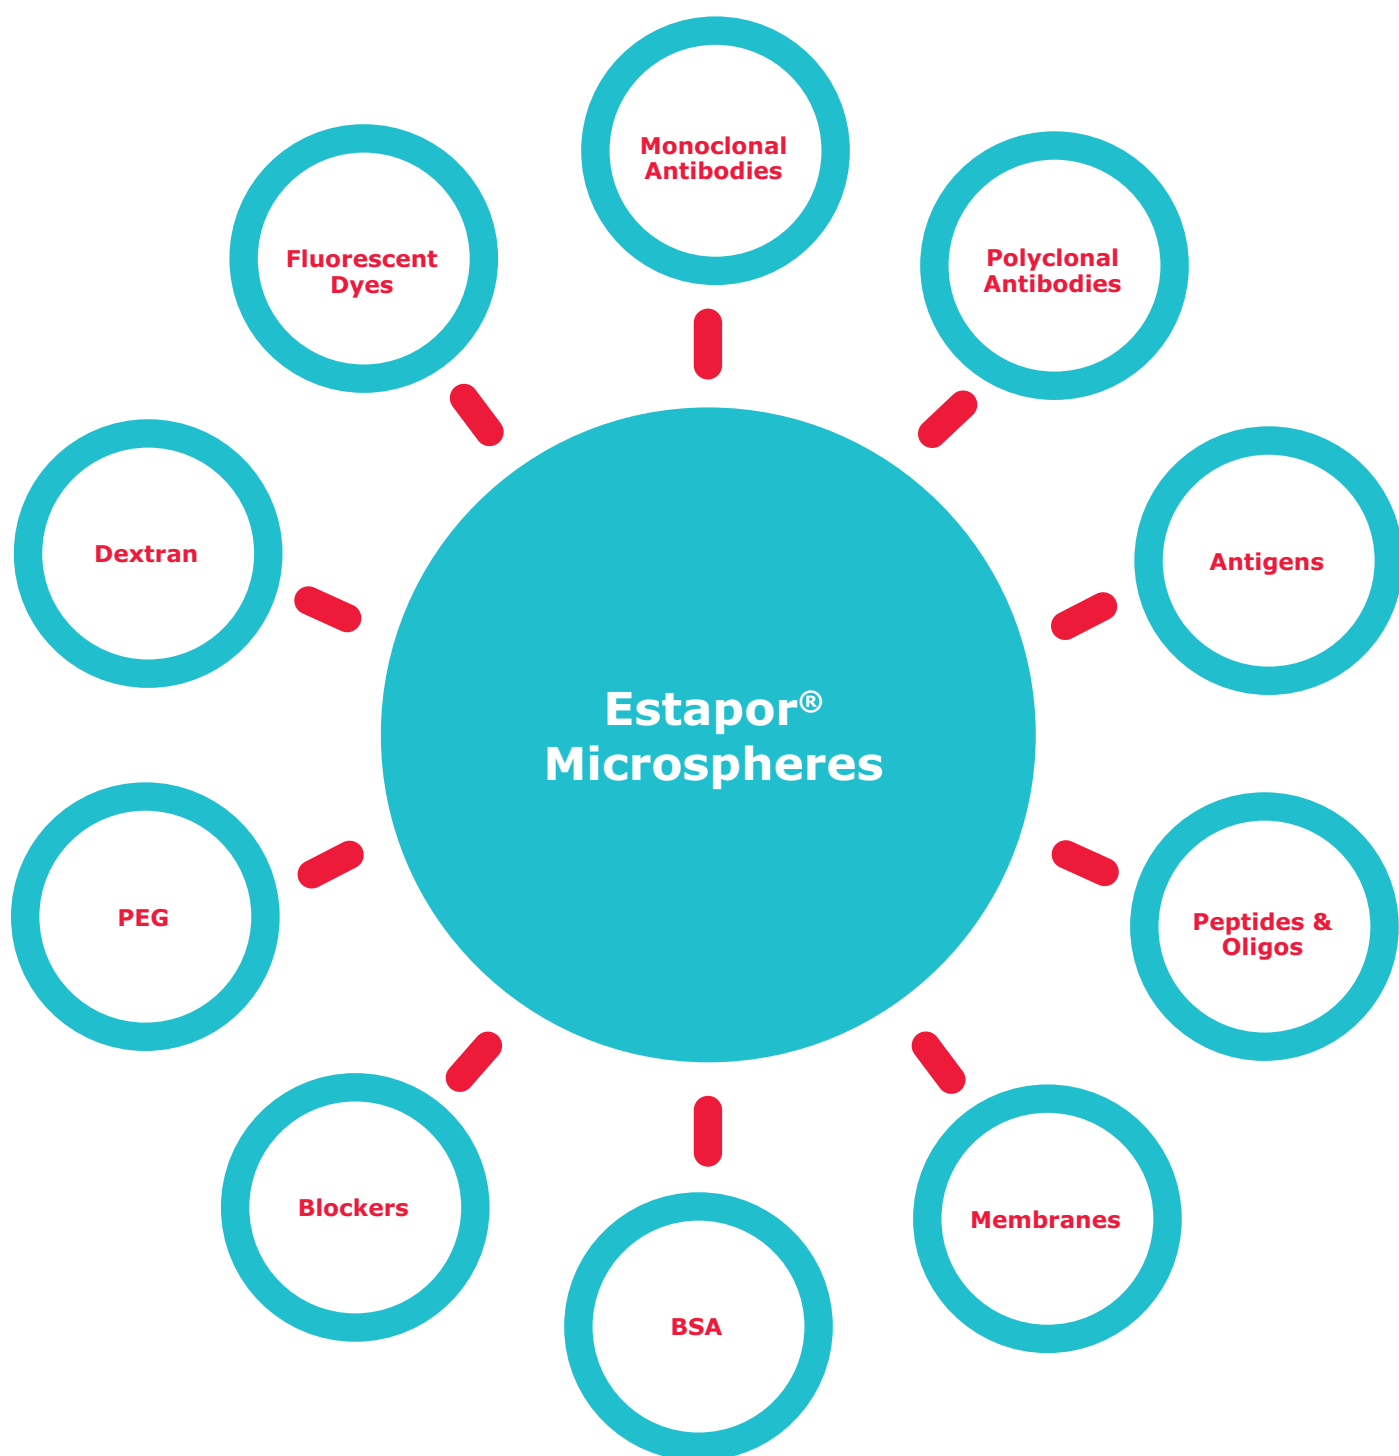 Monoclonal
Antibodies
Polyclonal
Antibodies
Fluorescent
Dyes
Dextran
Antigens
Estapor®
Microspheres
PEG
Peptides &
Oligos
Blockers
Membranes
BSA